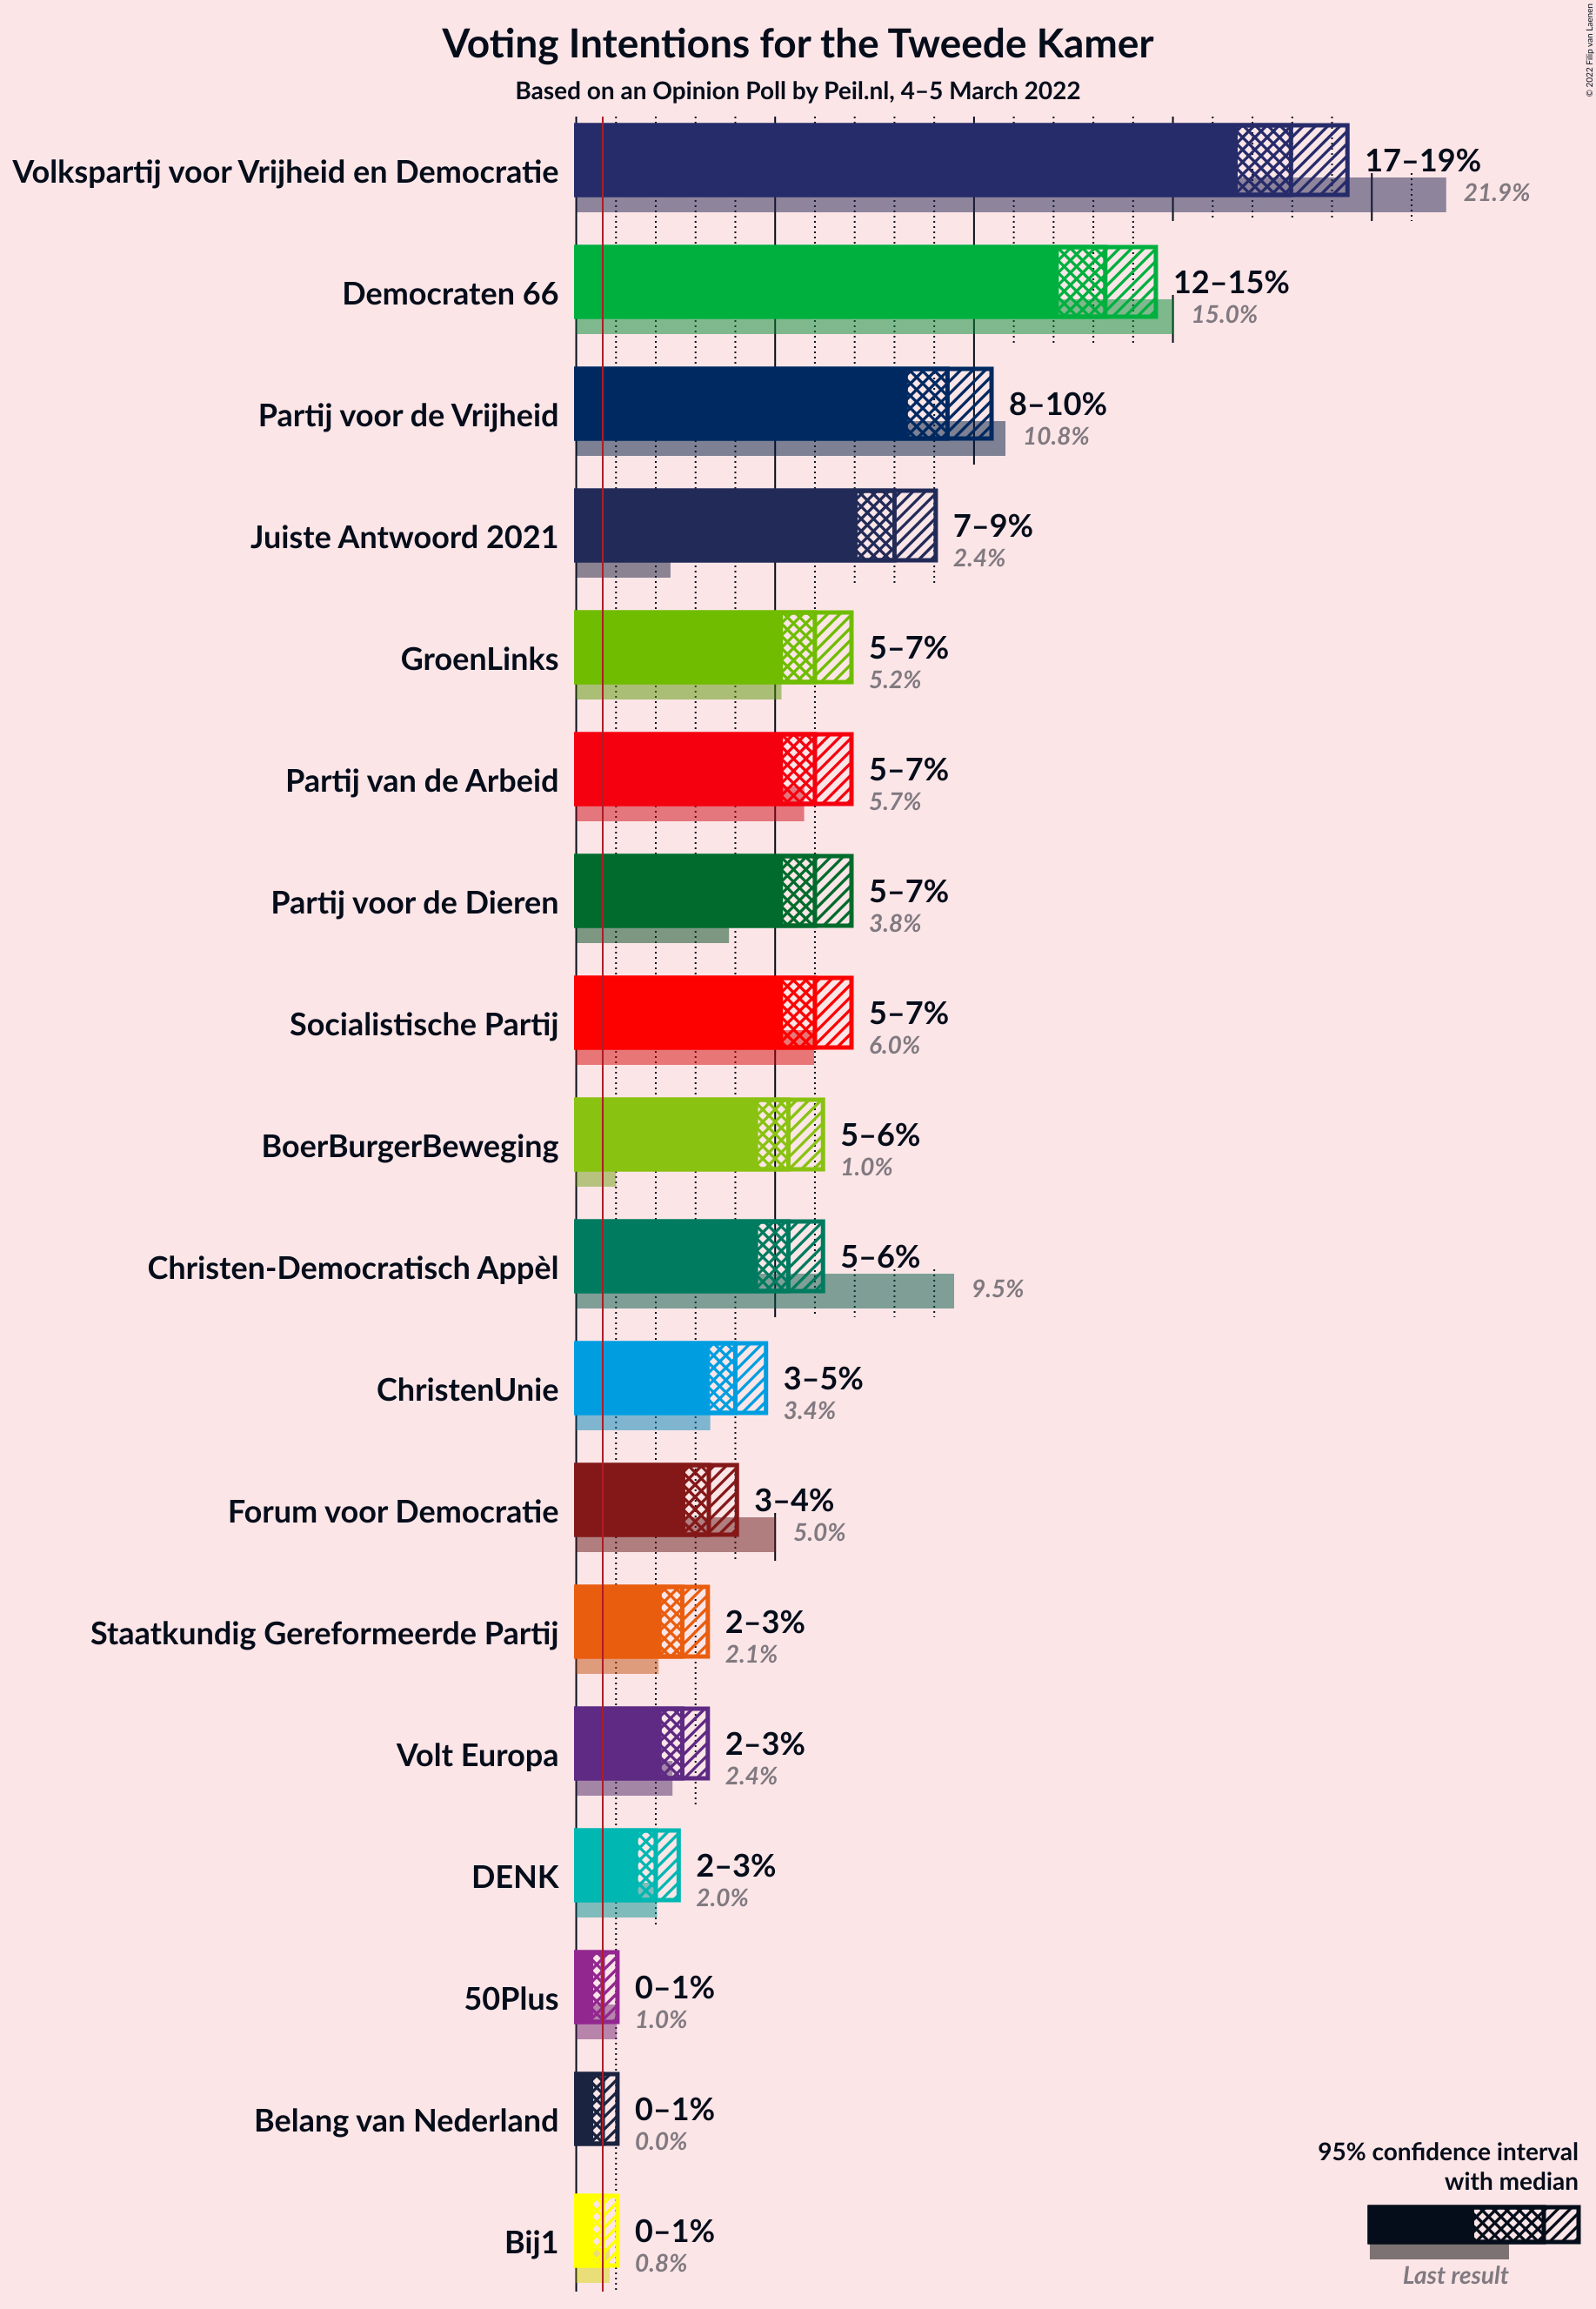 Voting Intentions for the Tweede Kamer
Based on an Opinion Poll by Peil.nl, 4–5 March 2022
© 2022 Filip van Laenen
Volkspartij voor Vrijheid en Democratie
17–19%
21.9%
Democraten 66
12–15%
15.0%
Partij voor de Vrijheid
8–10%
10.8%
Juiste Antwoord 2021
7–9%
2.4%
GroenLinks
5–7%
5.2%
Partij van de Arbeid
5–7%
5.7%
Partij voor de Dieren
5–7%
3.8%
Socialistische Partij
5–7%
6.0%
BoerBurgerBeweging
5–6%
1.0%
Christen-Democratisch Appèl
5–6%
9.5%
ChristenUnie
3–5%
3.4%
Forum voor Democratie
3–4%
5.0%
Staatkundig Gereformeerde Partij
2–3%
2.1%
Volt Europa
2–3%
2.4%
DENK
2–3%
2.0%
50Plus
0–1%
1.0%
Belang van Nederland
0–1%
0.0%
Bij1
0–1%
0.8%
95% confidence interval
with median
Last result